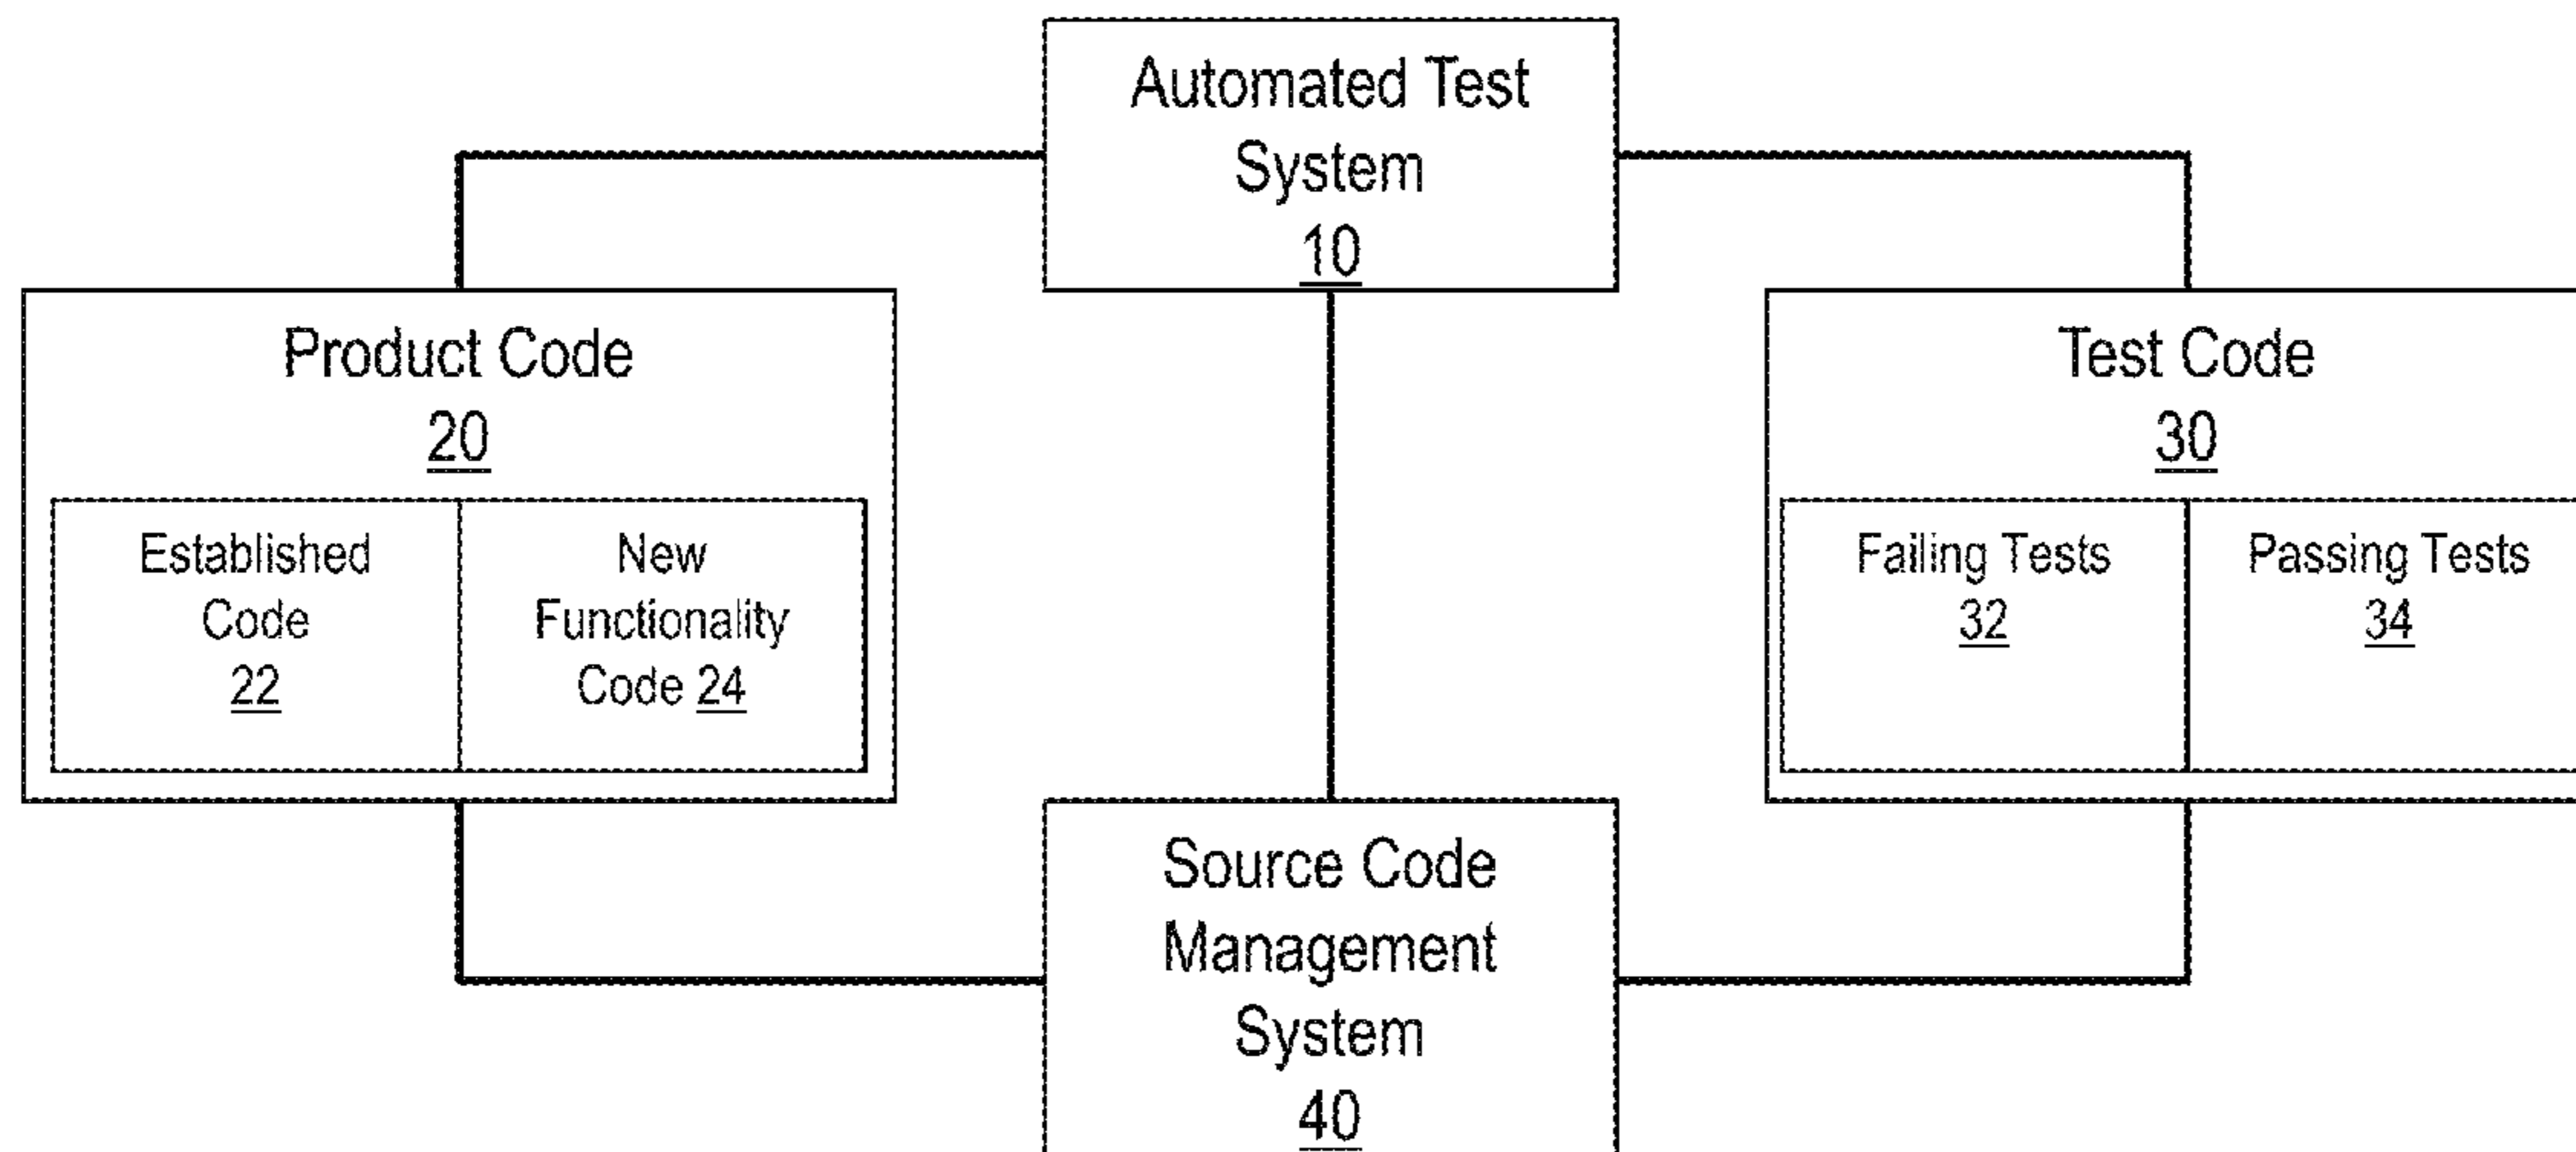 Automated Test
System
10
Product Code
20
Established
Code
22
New
Functionality
Code 24
Test Code
30
Failing Tests
32
Passing Tests
34
Source Code
Management
System
40